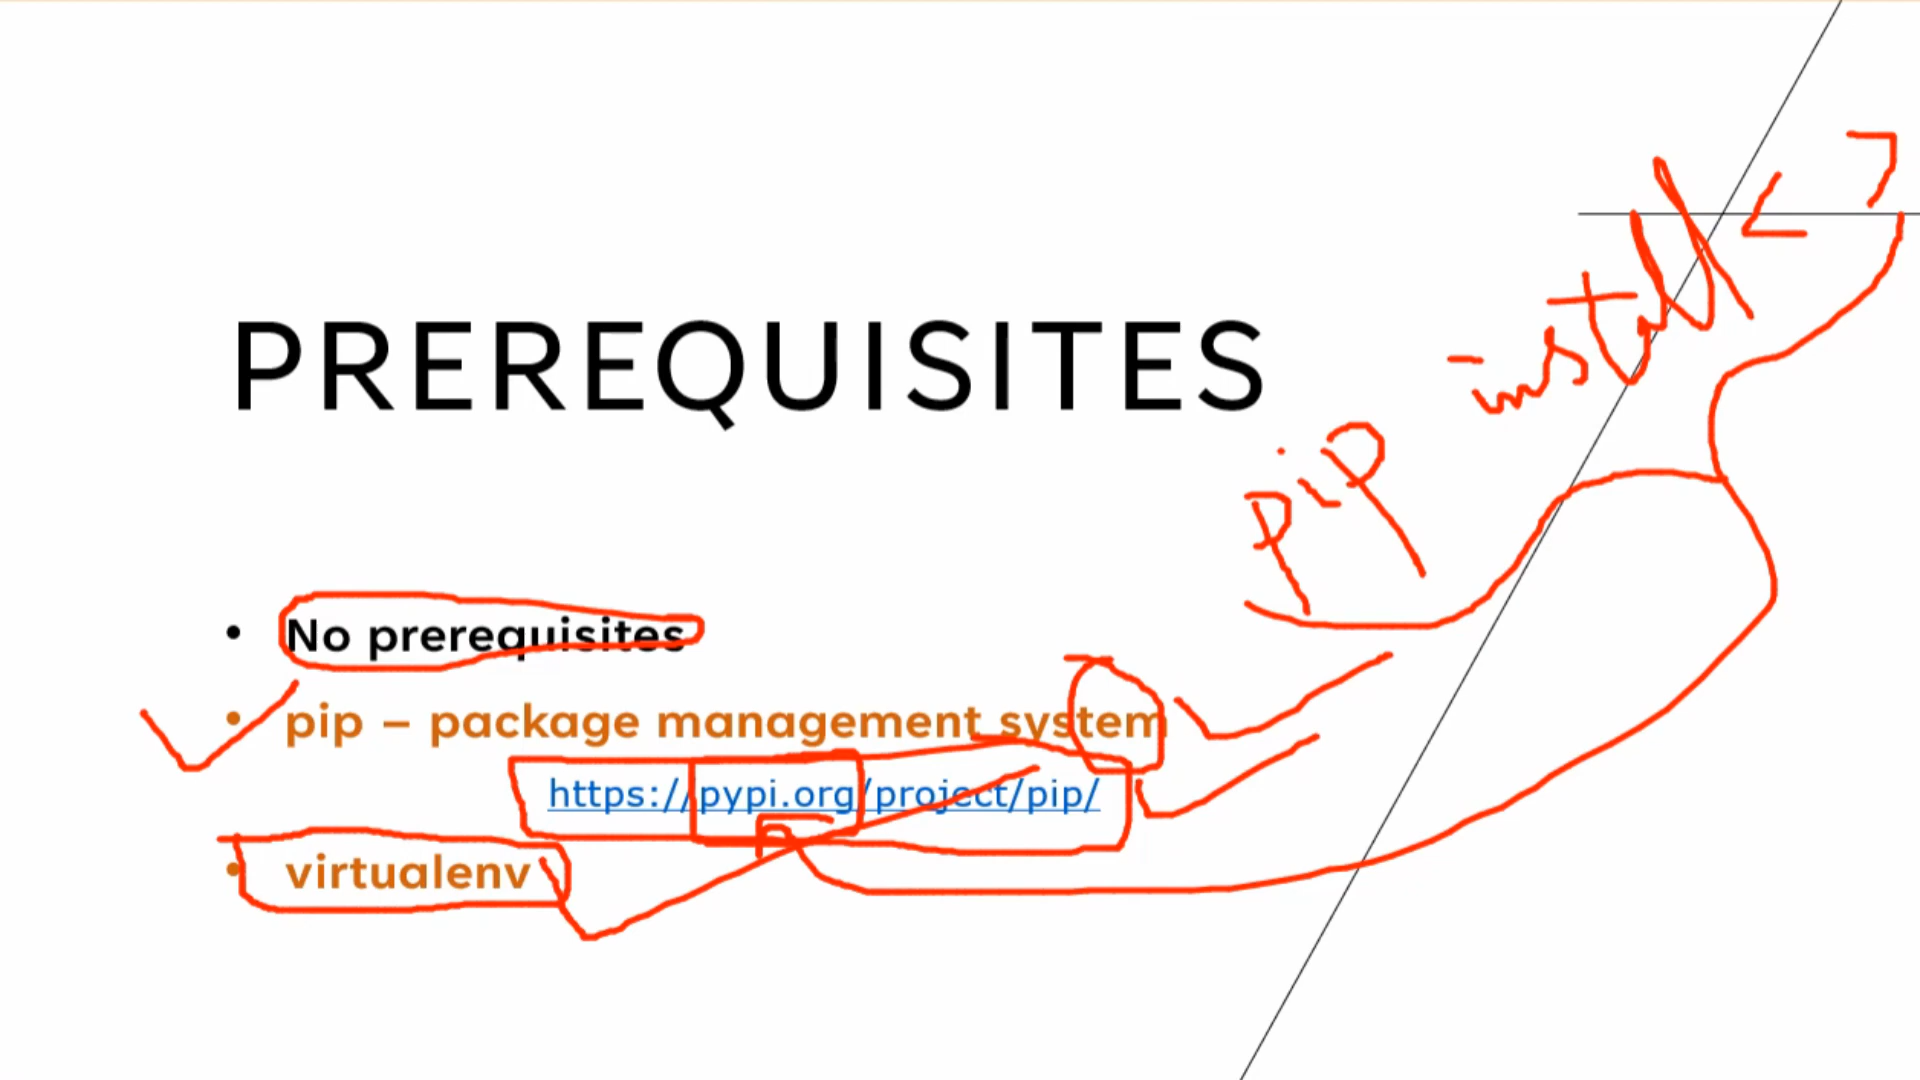 PREREQUISITES
pip install < >
• No prerequisites
• pip – package management system
https://pypi.org/project/pip/
• virtualenv